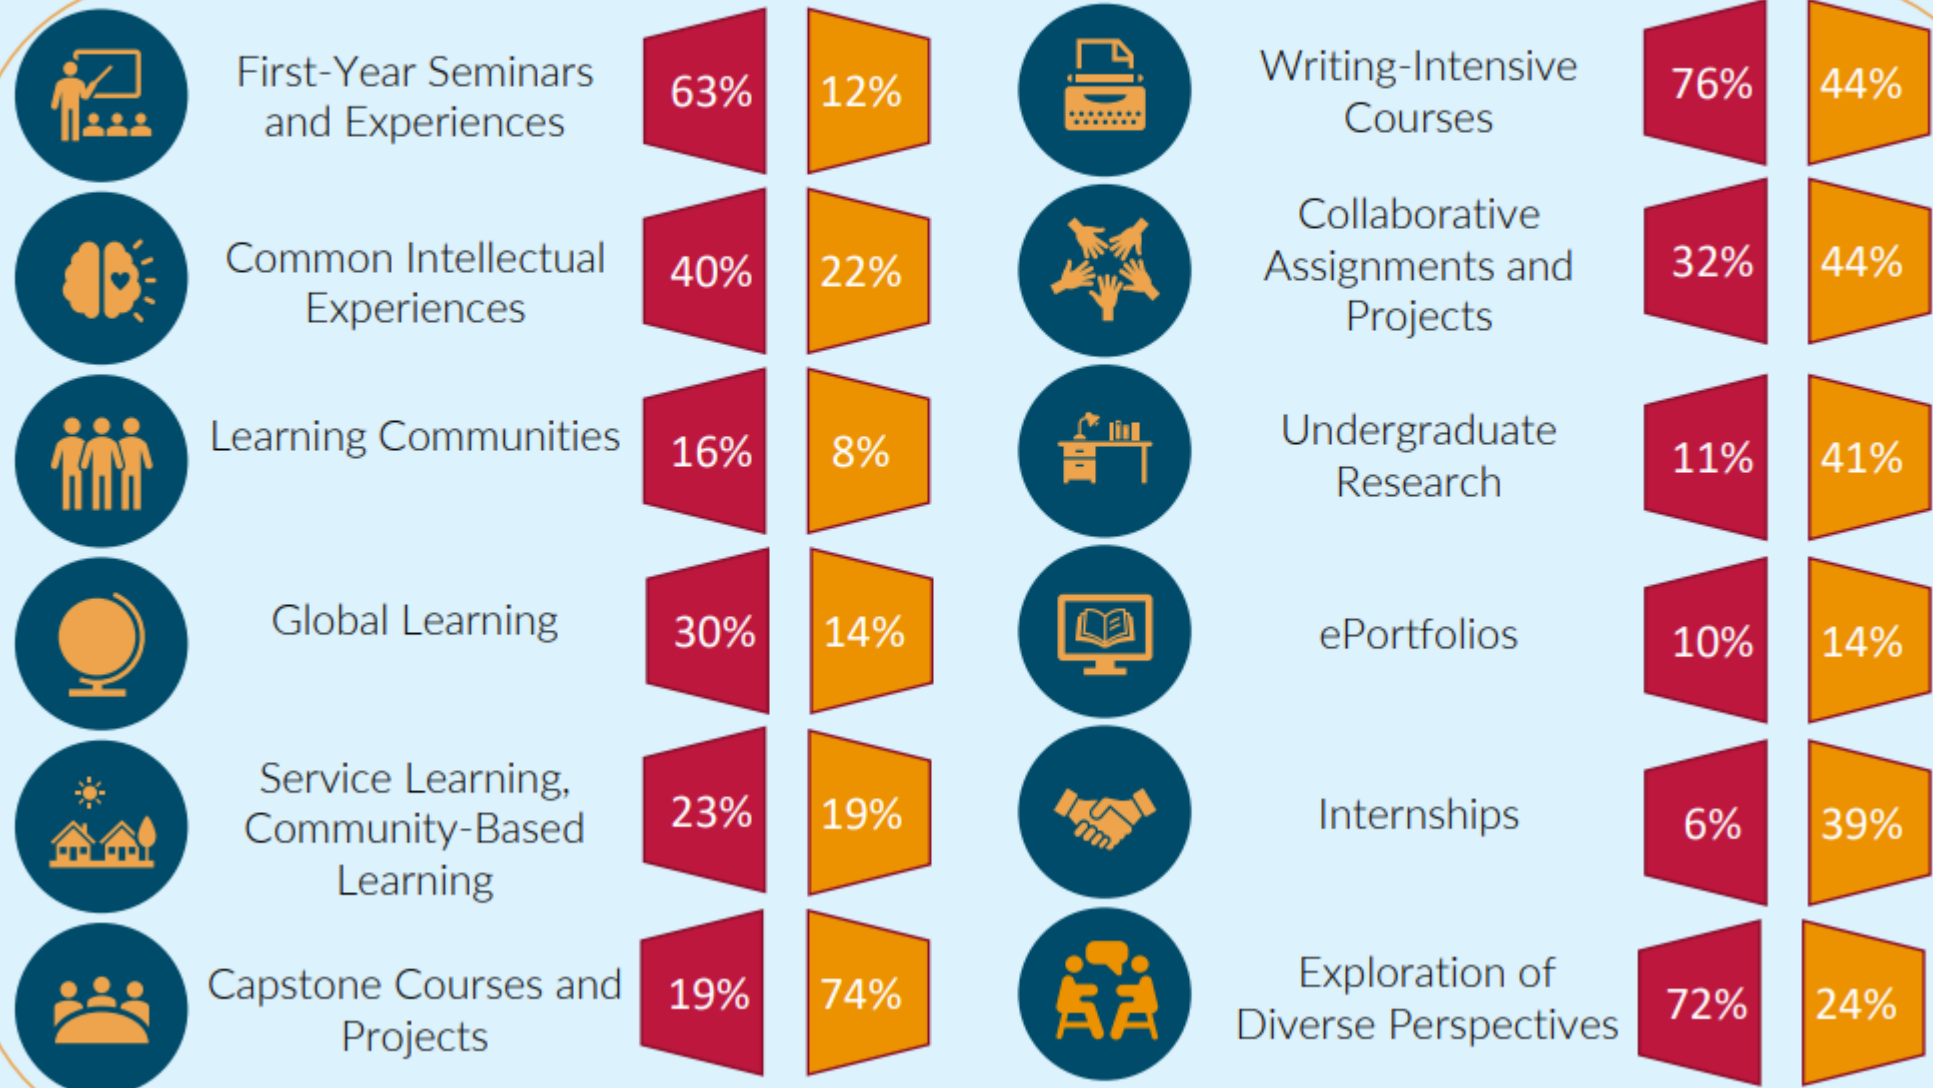 First-Year Seminars
and Experiences
63%
12%
Common Intellectual
Experiences
40%
22%
Learning Communities
16%
8%
Global Learning
30%
14%
Service Learning,
Community-Based
Learning
23%
19%
Capstone Courses and
Projects
19%
74%
Writing-Intensive
Courses
76%
44%
Collaborative
Assignments and
Projects
32%
44%
Undergraduate
Research
11%
41%
ePortfolios
10%
14%
Internships
6%
39%
Exploration of
Diverse Perspectives
72%
24%